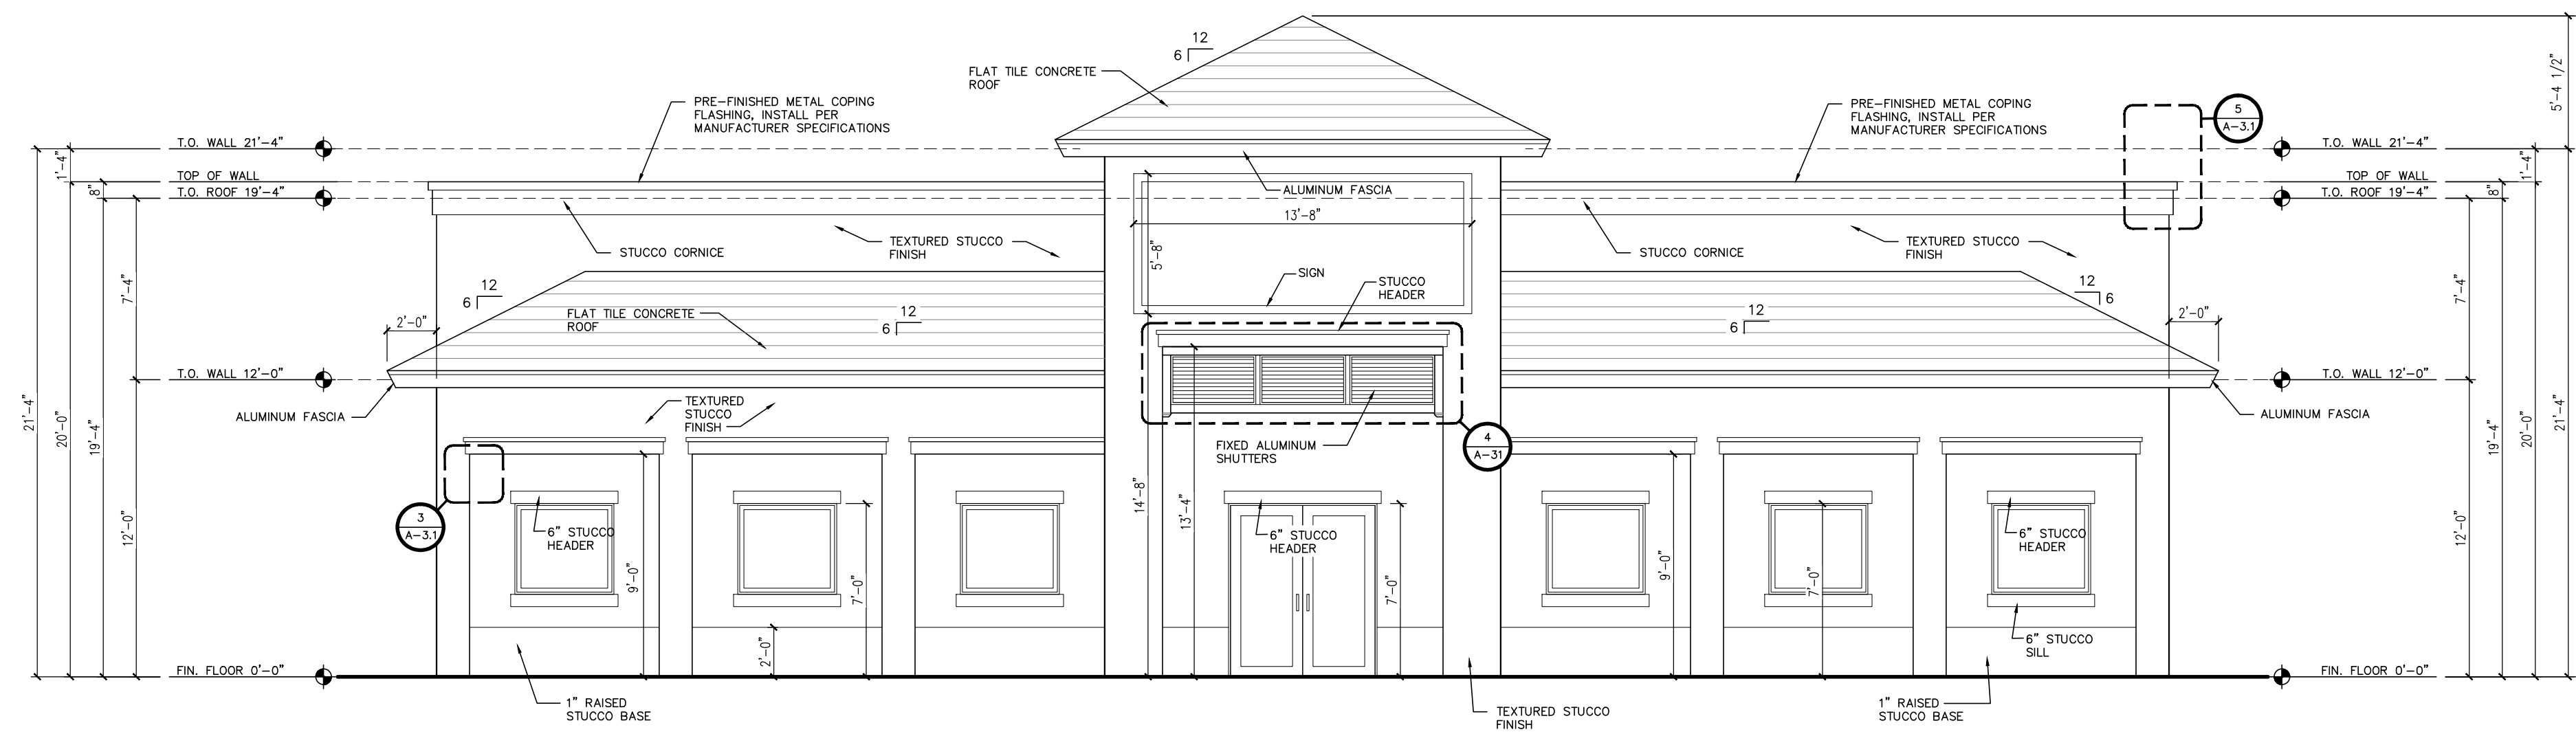 12
6
FLAT TILE CONCRETE
ROOF
5'-4 1/2"
PRE-FINISHED METAL COPING
FLASHING, INSTALL PER
MANUFACTURER SPECIFICATIONS
PRE-FINISHED METAL COPING
FLASHING, INSTALL PER
MANUFACTURER SPECIFICATIONS
5
A-3.1
T.O. WALL 21'-4"
T.O. WALL 21'-4"
1'-4"
1'-4"
TOP OF WALL
TOP OF WALL
8"
8"
T.O. ROOF 19'-4"
T.O. ROOF 19'-4"
ALUMINUM FASCIA
13'-8"
STUCCO CORNICE
TEXTURED STUCCO
FINISH
5'-8"
STUCCO CORNICE
TEXTURED STUCCO
FINISH
SIGN
STUCCO
HEADER
7'-4"
7'-4"
12
6
12
6
12
6
12
6
2'-0"
2'-0"
FLAT TILE CONCRETE
ROOF
T.O. WALL 12'-0"
T.O. WALL 12'-0"
ALUMINUM FASCIA
ALUMINUM FASCIA
TEXTURED
STUCCO
FINISH
FIXED ALUMINUM
SHUTTERS
4
A-31
21'-4"
20'-0"
19'-4"
12'-0"
3
A-3.1
6" STUCCO
HEADER
9'-0"
7'-0"
2'-0"
14'-8"
13'-4"
6" STUCCO
HEADER
7'-0"
9'-0"
7'-0"
6" STUCCO
HEADER
6" STUCCO
SILL
12'-0"
19'-4"
20'-0"
21'-4"
FIN. FLOOR 0'-0"
FIN. FLOOR 0'-0"
1" RAISED
STUCCO BASE
TEXTURED STUCCO
FINISH
1" RAISED
STUCCO BASE